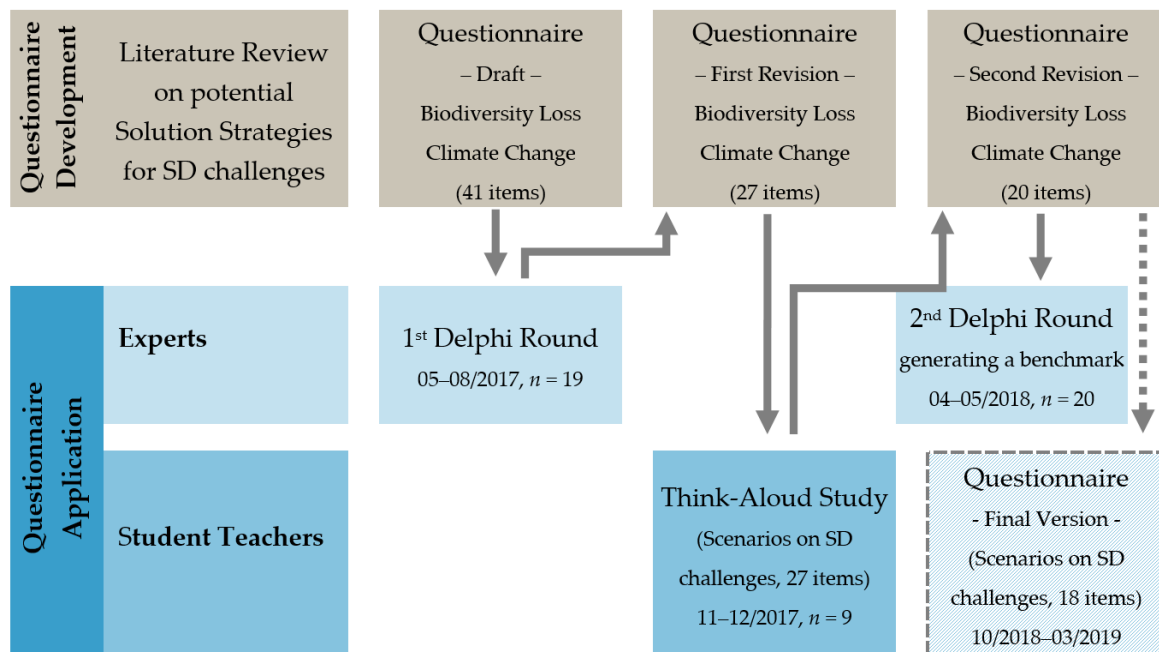 Questionnaire
Development
Literature Review
on potential
Solution Strategies
for SD challenges
Questionnaire
– Draft –
Biodiversity Loss
Climate Change
(41 items)
Questionnaire
– First Revision –
Biodiversity Loss
Climate Change
(27 items)
Questionnaire
– Second Revision –
Biodiversity Loss
Climate Change
(20 items)
Questionnaire
Application
Experts
1st Delphi Round
05–08/2017, n = 19
2nd Delphi Round
generating a benchmark
04–05/2018, n = 20
Student Teachers
Think-Aloud Study
(Scenarios on SD
challenges, 27 items)
11–12/2017, n = 9
Questionnaire
- Final Version -
(Scenarios on SD
challenges, 18 items)
10/2018–03/2019